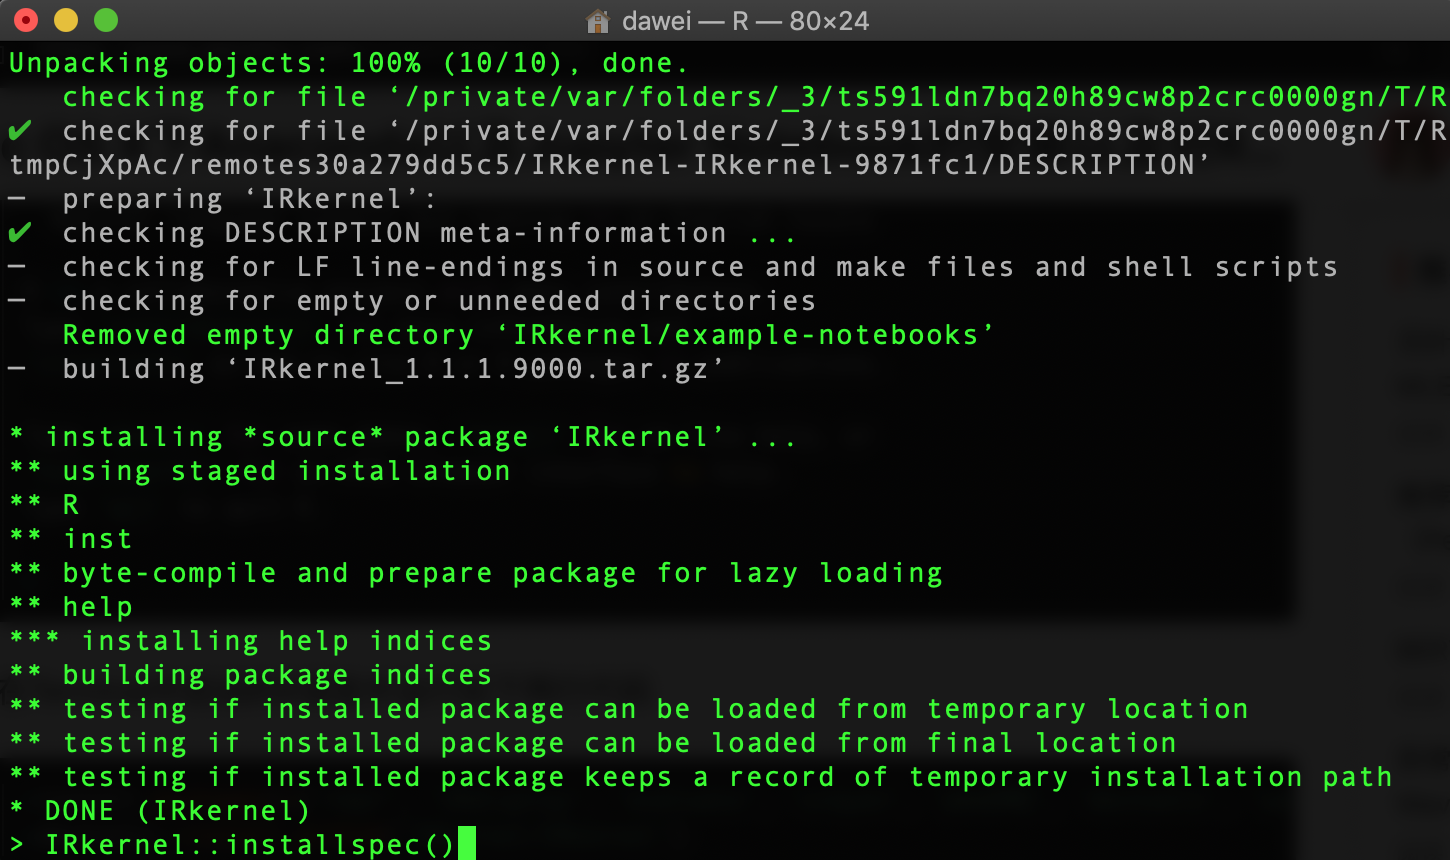 dawei — R — 80×24
Unpacking objects: 100% (10/10), done.
checking for file ‘/private/var/folders/_3/ts591ldn7bq20h89cw8p2crc0000gn/T/R
✔ checking for file ‘/private/var/folders/_3/ts591ldn7bq20h89cw8p2crc0000gn/T/R
tmpCjXpAc/remotes30a279dd5c5/IRkernel-IRkernel-9871fc1/DESCRIPTION’
─ preparing ‘IRkernel’:
✔ checking DESCRIPTION meta-information ...
─ checking for LF line-endings in source and make files and shell scripts
─ checking for empty or unneeded directories
Removed empty directory ‘IRkernel/example-notebooks’
─ building ‘IRkernel_1.1.1.9000.tar.gz’
* installing *source* package ‘IRkernel’ ...
** using staged installation
** R
** inst
** byte-compile and prepare package for lazy loading
** help
*** installing help indices
** building package indices
** testing if installed package can be loaded from temporary location
** testing if installed package can be loaded from final location
** testing if installed package keeps a record of temporary installation path
* DONE (IRkernel)
> IRkernel::installspec()